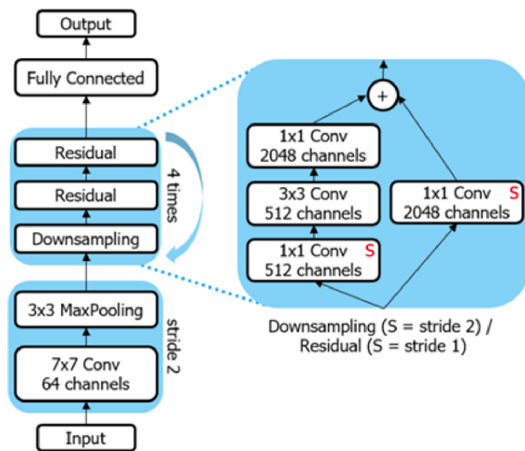 Output
Fully Connected
Residual
Residual
Downsampling
4 times
3x3 MaxPooling
7x7 Conv
64 channels
stride 2
Input
+
1x1 Conv
2048 channels
3x3 Conv
512 channels
1x1 Conv S
512 channels
1x1 Conv S
2048 channels
Downsampling (S = stride 2) /
Residual (S = stride 1)